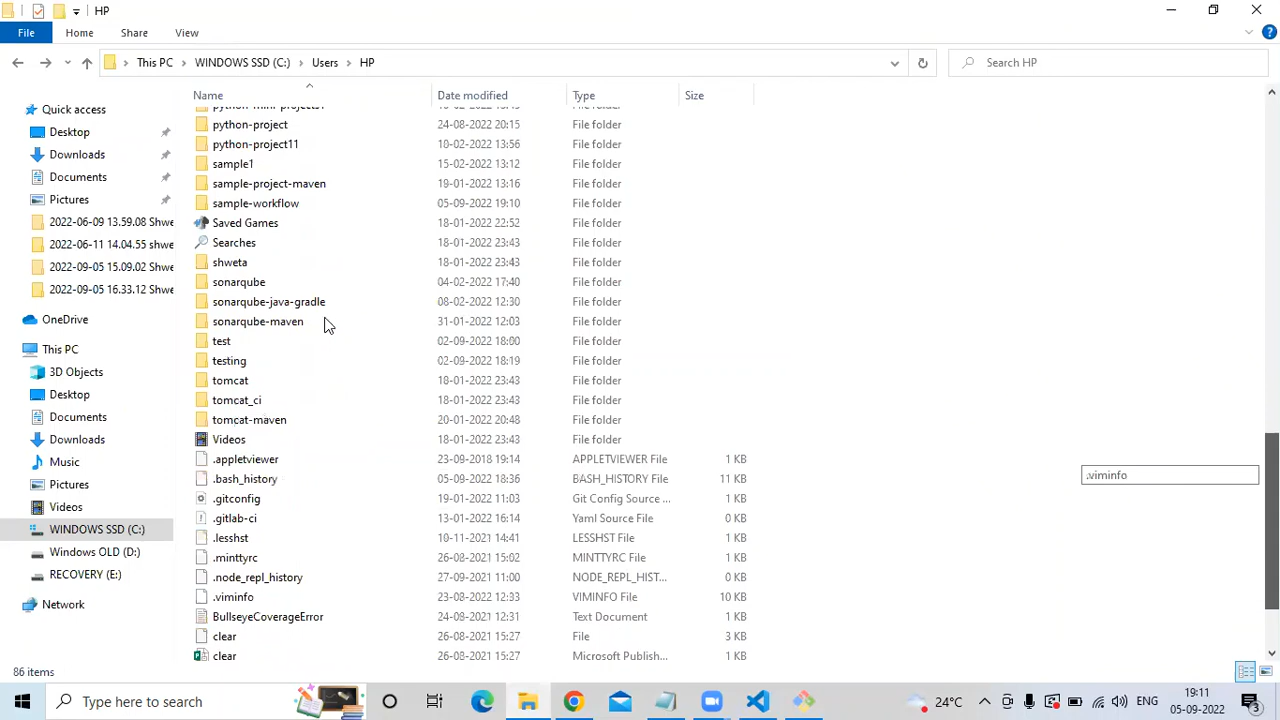 HP
File Home Share View
This PC > WINDOWS SSD (C:) > Users > HP
Search HP
Name Date modified Type Size
Quick access
Desktop
Downloads
Documents
Pictures
2022-06-09 13.59.08 Shwe
2022-06-11 14.04.55 shwe
2022-09-05 15.09.02 Shwe
2022-09-05 16.33.12 Shwe
OneDrive
This PC
3D Objects
Desktop
Documents
Downloads
Music
Pictures
Videos
WINDOWS SSD (C:)
Windows OLD (D:)
RECOVERY (E:)
Network
python-project 24-08-2022 20:15 File folder
python-project11 18-02-2022 13:56 File folder
sample1 15-02-2022 13:12 File folder
sample-project-maven 19-01-2022 13:16 File folder
sample-workflow 05-09-2022 19:10 File folder
Saved Games 18-01-2022 22:52 File folder
Searches 18-01-2022 23:43 File folder
shweta 18-01-2022 23:43 File folder
sonarqube 04-02-2022 17:40 File folder
sonarqube-java-gradle 08-02-2022 12:30 File folder
sonarqube-maven 31-01-2022 12:03 File folder
test 02-09-2022 18:00 File folder
testing 02-09-2022 18:19 File folder
tomcat 18-01-2022 23:43 File folder
tomcat_ci 18-01-2022 23:43 File folder
tomcat-maven 20-01-2022 20:48 File folder
Videos 18-01-2022 23:43 File folder
.appletviewer 23-09-2018 19:14 APPLETVIEWER File 1 KB
.bash_history 05-09-2022 18:36 BASH_HISTORY File 11 KB
.gitconfig 19-01-2022 11:03 Git Config Source ... 1 KB
.gitlab-ci 13-01-2022 16:14 Yaml Source File 0 KB
.lesshst 10-11-2021 14:41 LESSHST File 1 KB
.minttyrc 26-08-2021 15:02 MINTTYRC File 1 KB
.node_repl_history 27-09-2021 11:00 NODE_REPL_HIST... 0 KB
.viminfo 23-08-2022 12:33 VIMINFO File 10 KB
BullseyeCoverageError 24-09-2021 12:31 Text Document 1 KB
clear 26-08-2021 15:27 File 3 KB
clear 26-08-2021 15:27 Microsoft Publish... 1 KB
.viminfo
86 items
Type here to search
24°C
ENG
19:11
05-09-2022
3